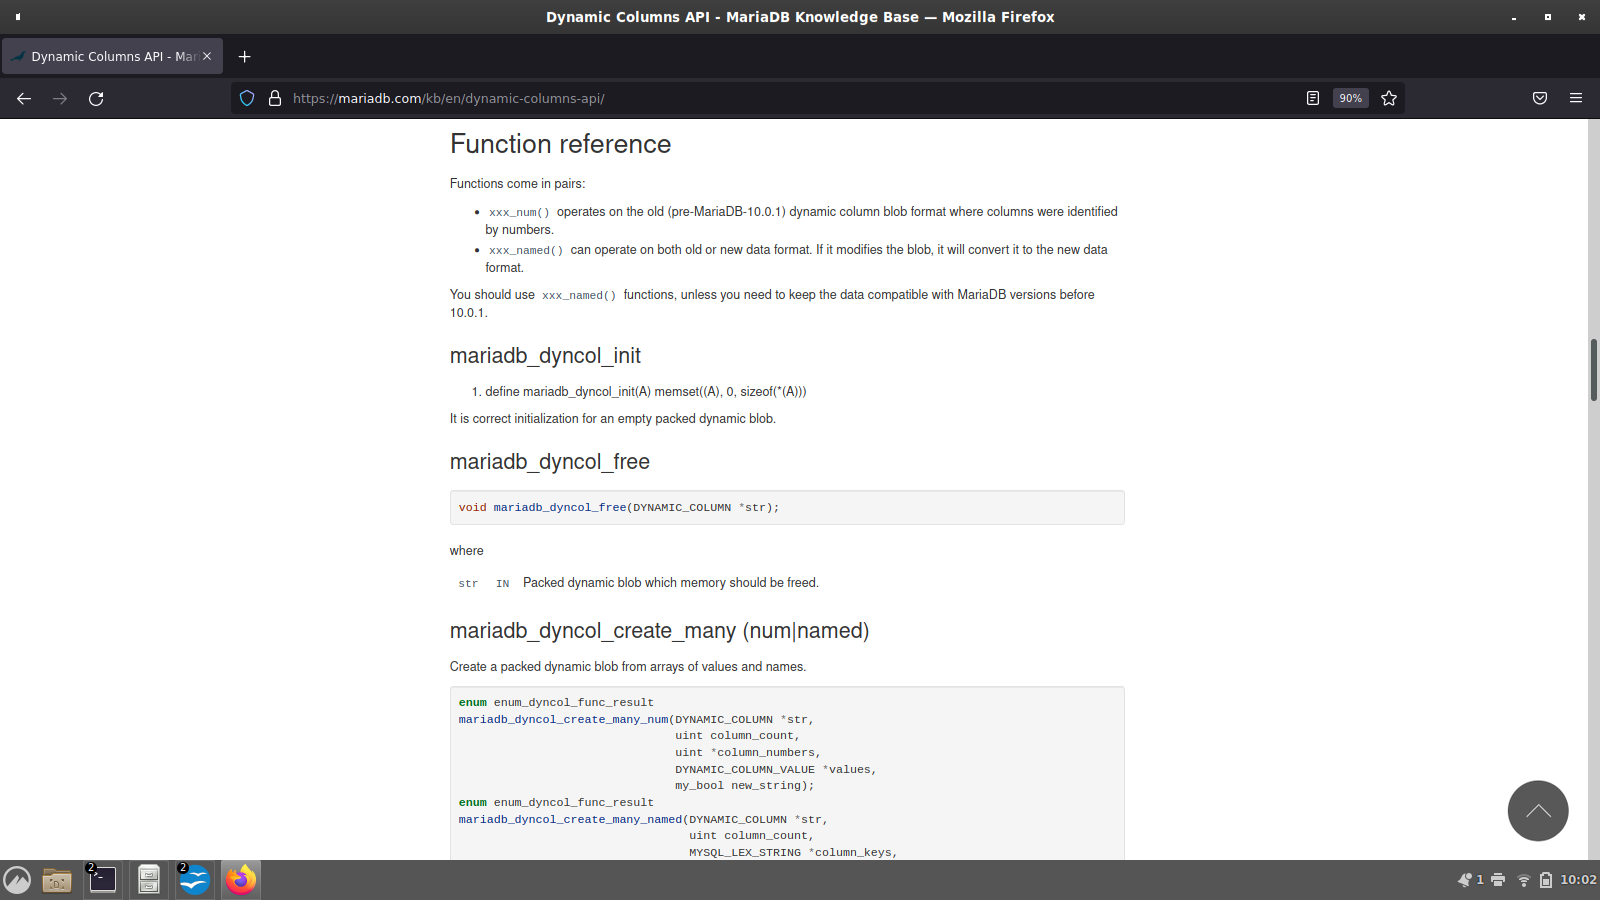 Dynamic Columns API - MariaDB Knowledge Base — Mozilla Firefox
Dynamic Columns API - Mar
https://mariadb.com/kb/en/dynamic-columns-api/
90%
Function reference
Functions come in pairs:
• xxx_num() operates on the old (pre-MariaDB-10.0.1) dynamic column blob format where columns were identified
by numbers.
• xxx_named() can operate on both old or new data format. If it modifies the blob, it will convert it to the new data
format.
You should use xxx_named() functions, unless you need to keep the data compatible with MariaDB versions before
10.0.1.
mariadb_dyncol_init
1. define mariadb_dyncol_init(A) memset((A), 0, sizeof(*(A)))
It is correct initialization for an empty packed dynamic blob.
mariadb_dyncol_free
void mariadb_dyncol_free(DYNAMIC_COLUMN *str);
where
str IN Packed dynamic blob which memory should be freed.
mariadb_dyncol_create_many (num|named)
Create a packed dynamic blob from arrays of values and names.
enum enum_dyncol_func_result
mariadb_dyncol_create_many_num(DYNAMIC_COLUMN *str,
uint column_count,
uint *column_numbers,
DYNAMIC_COLUMN_VALUE *values,
my_bool new_string);
enum enum_dyncol_func_result
mariadb_dyncol_create_many_named(DYNAMIC_COLUMN *str,
uint column_count,
MYSQL_LEX_STRING *column_keys,
2
2
1
10:02